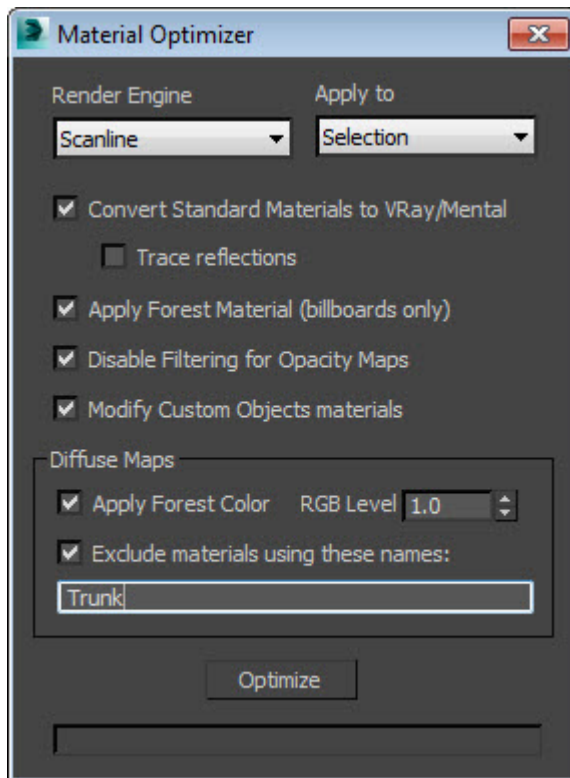 Material Optimizer
Render Engine
Apply to
Scanline
Selection
Convert Standard Materials to VRay/Mental
Trace reflections
Apply Forest Material (billboards only)
Disable Filtering for Opacity Maps
Modify Custom Objects materials
Diffuse Maps
Apply Forest Color RGB Level 1.0
Exclude materials using these names:
Trunk
Optimize